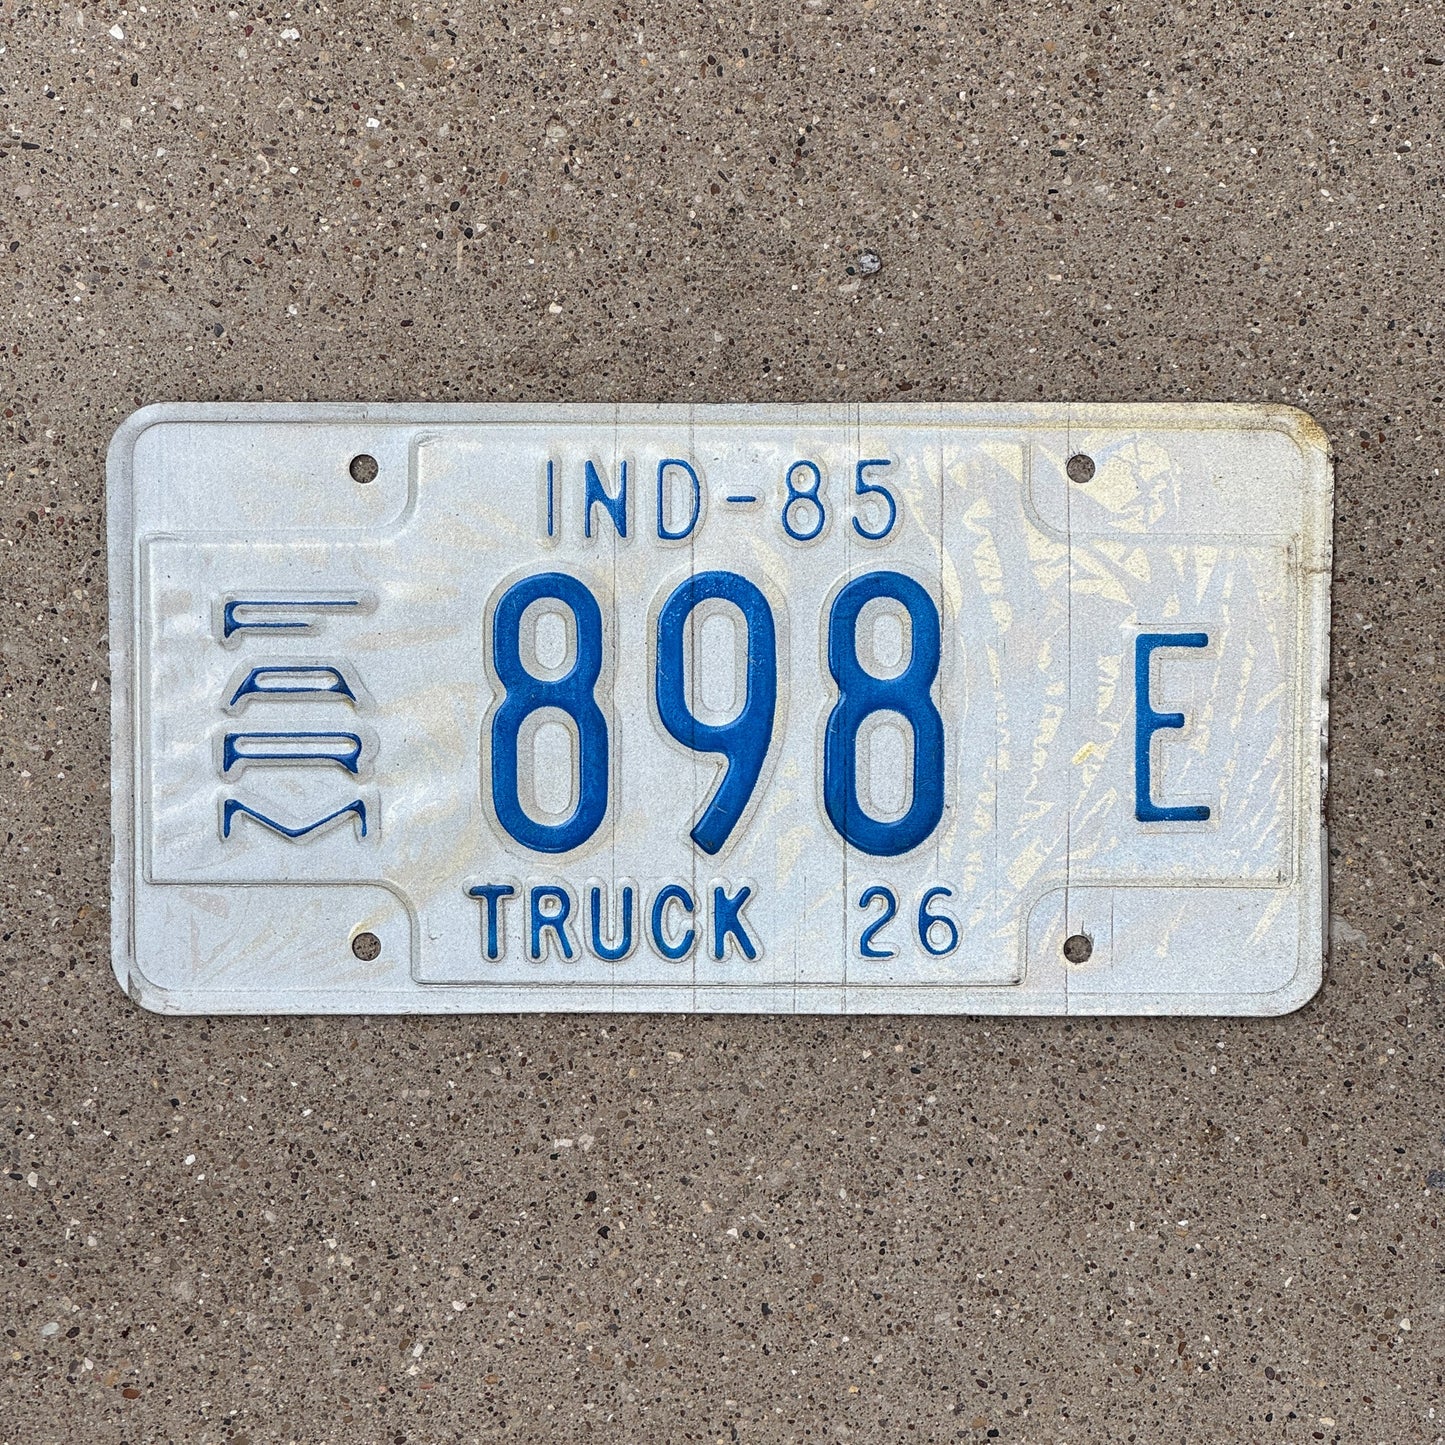 IND-85
FARM
898 E
TRUCK 26